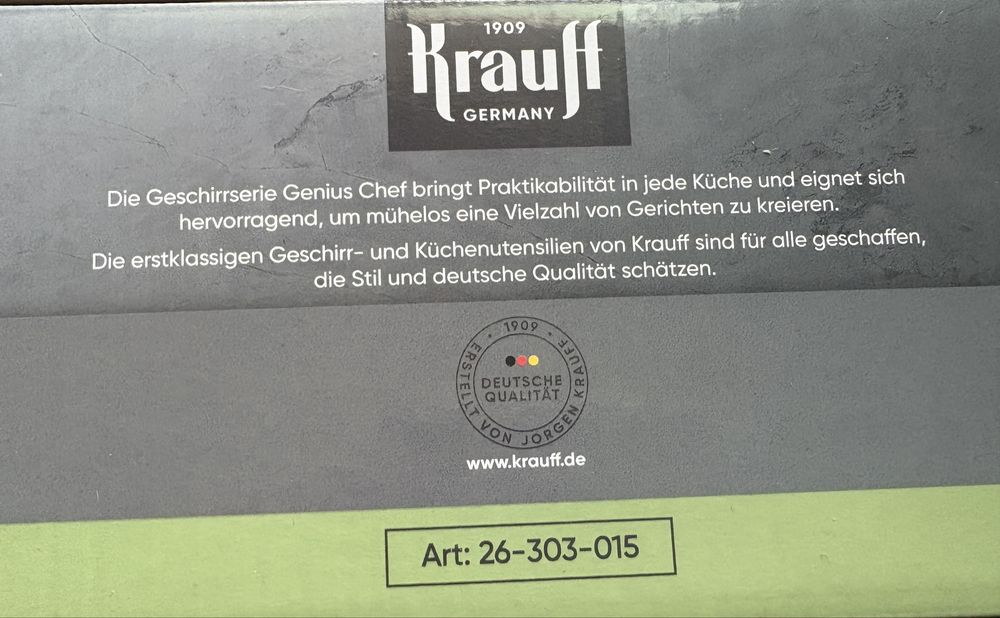 1909
Krauff
GERMANY
Die Geschirrserie Genius Chef bringt Praktikabilität in jede Küche und eignet sich
hervorragend, um mühelos eine Vielzahl von Gerichten zu kreieren.
Die erstklassigen Geschirr- und Küchenutensilien von Krauff sind für alle geschaffen,
die Stil und deutsche Qualität schätzen.
· 1909 ·
ERSTELLT VON JORGEN KRAUFF
DEUTSCHE
QUALITÄT
www.krauff.de
Art: 26-303-015